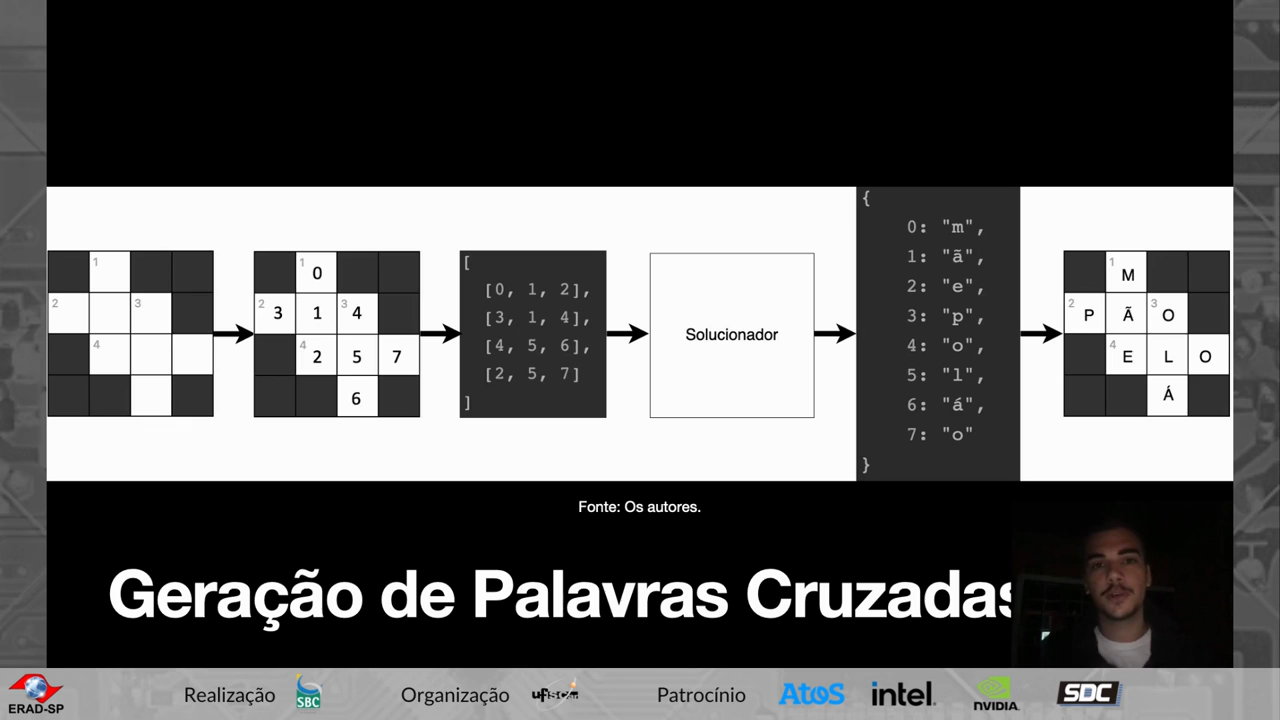 1
2 3
4
1 0
2 3 1 3 4
4 2 5 7
6
[
[0, 1, 2],
[3, 1, 4],
[4, 5, 6],
[2, 5, 7]
]
Solucionador
{
0: "m",
1: "ã",
2: "e",
3: "p",
4: "o",
5: "l",
6: "á",
7: "o"
}
1 M
2 P Ã 3 O
4 E L O
Á
Fonte: Os autores.
Geração de Palavras Cruzadas
ERAD-SP
Realização
SBC
Organização
ufscar
Patrocínio
Atos
intel.
NVIDIA.
SDC